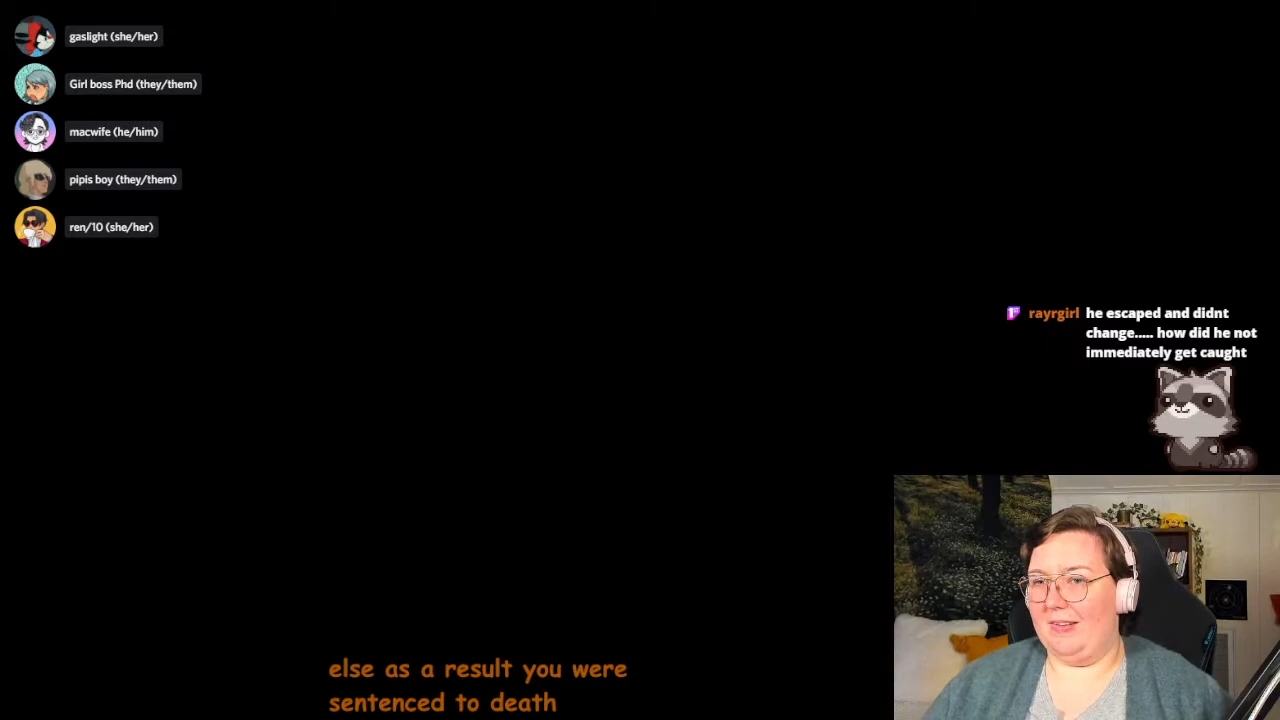 gaslight (she/her)
Girl boss Phd (they/them)
macwife (he/him)
pipis boy (they/them)
ren/10 (she/her)
rayrgirl he escaped and didnt
change..... how did he not
immediately get caught
else as a result you were
sentenced to death